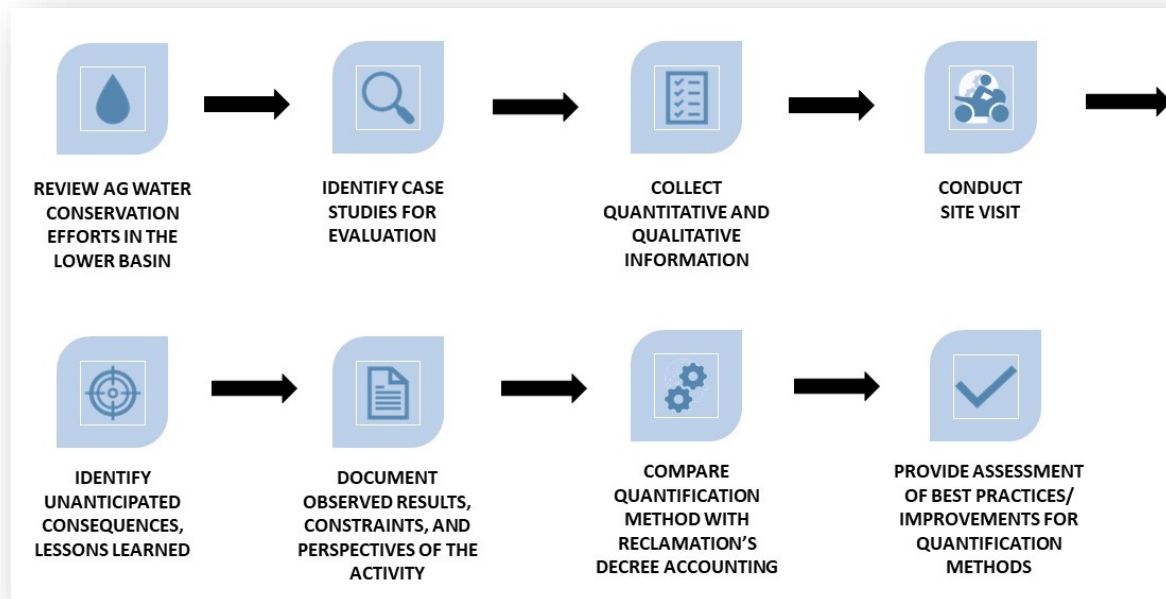 REVIEW AG WATER
CONSERVATION
EFFORTS IN THE
LOWER BASIN
IDENTIFY CASE
STUDIES FOR
EVALUATION
COLLECT
QUANTITATIVE AND
QUALITATIVE
INFORMATION
CONDUCT
SITE VISIT
IDENTIFY
UNANTICIPATED
CONSEQUENCES,
LESSONS LEARNED
DOCUMENT
OBSERVED RESULTS,
CONSTRAINTS, AND
PERSPECTIVES OF THE
ACTIVITY
COMPARE
QUANTIFICATION
METHOD WITH
RECLAMATION’S
DECREE ACCOUNTING
PROVIDE ASSESSMENT
OF BEST PRACTICES/
IMPROVEMENTS FOR
QUANTIFICATION
METHODS